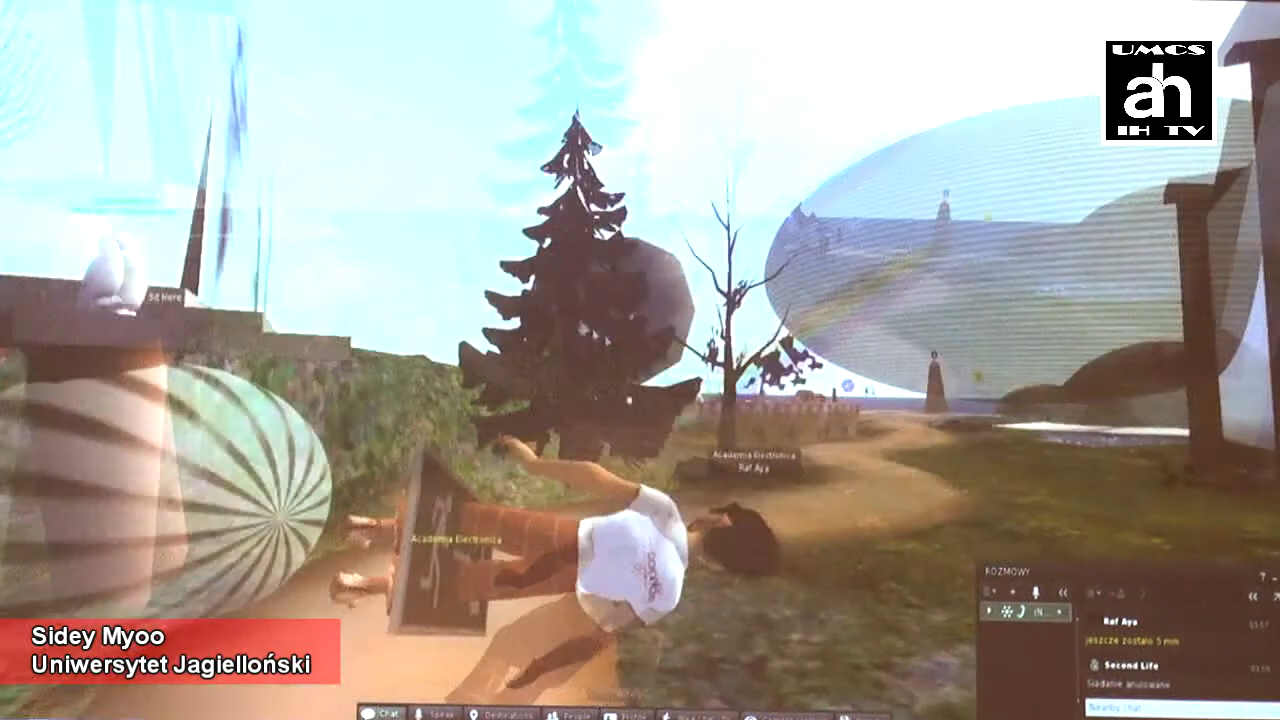 UMCS
ah
IH TV
Sit Here
Academia Electronica
Raf Aya
Academia Electronica
ROZMOWY
Raf Aya
jeszcze zostało 5 min
Second Life
Siadanie anulowane
Nearby chat
Sidey Myoo
Uniwersytet Jagielloński
Chat
Speak
Destinations
People
Profile